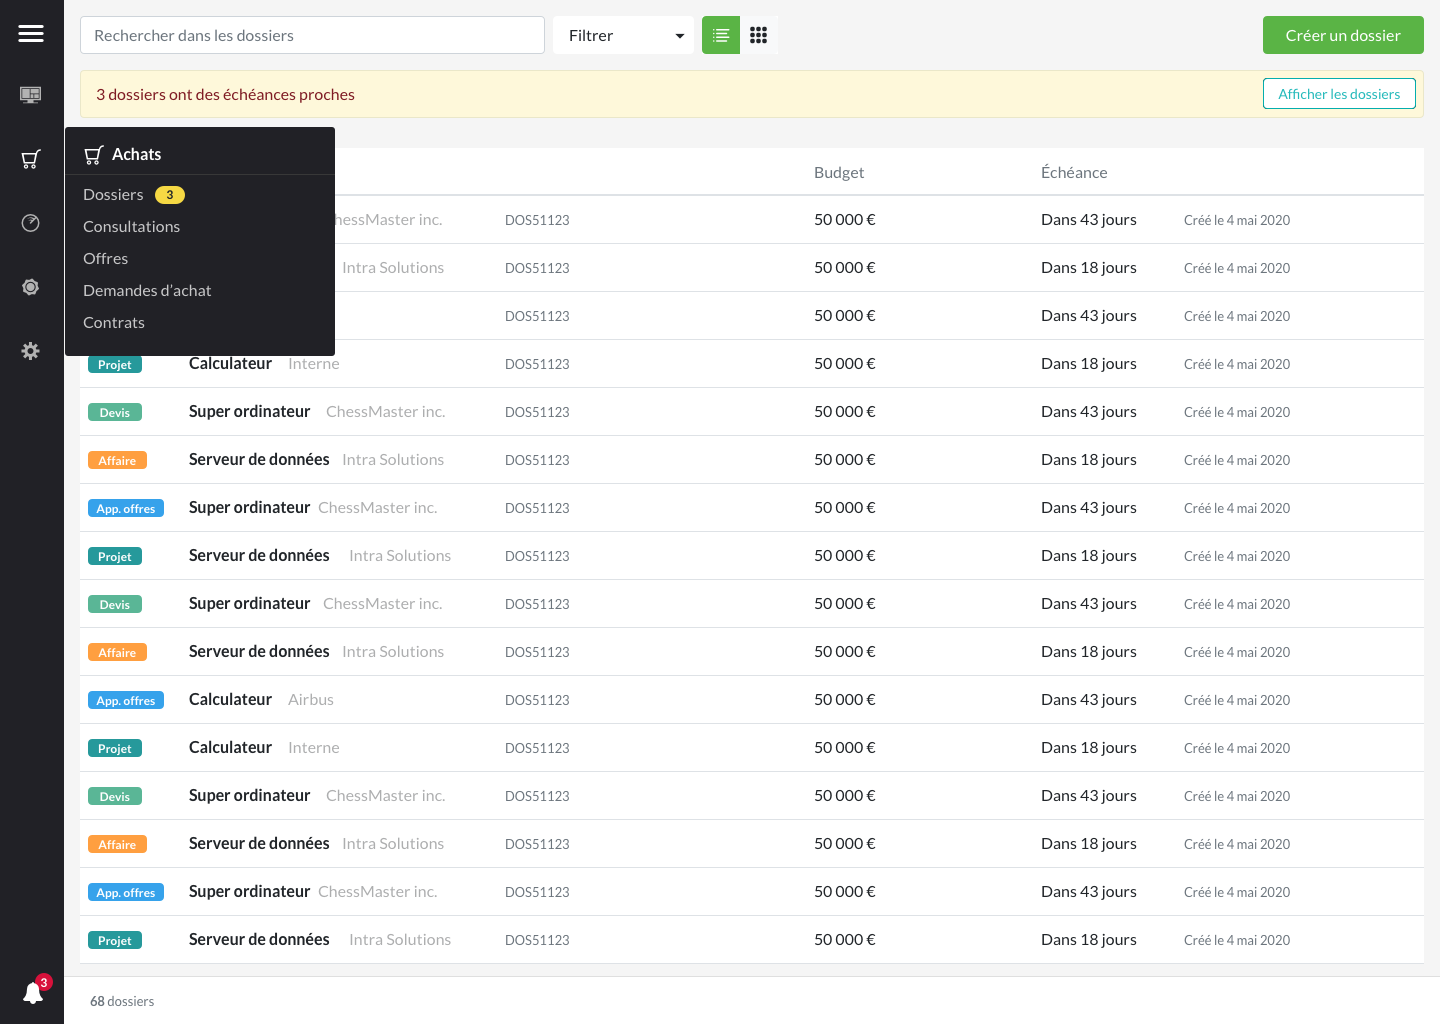 Rechercher dans les dossiers
Filtrer
Créer un dossier
3 dossiers ont des échéances proches
Afficher les dossiers
Achats
Dossiers 3
Consultations
Offres
Demandes d’achat
Contrats
Budget Échéance
hessMaster inc. DOS51123 50 000 € Dans 43 jours Créé le 4 mai 2020
Intra Solutions DOS51123 50 000 € Dans 18 jours Créé le 4 mai 2020
DOS51123 50 000 € Dans 43 jours Créé le 4 mai 2020
Projet Calculateur Interne DOS51123 50 000 € Dans 18 jours Créé le 4 mai 2020
Devis Super ordinateur ChessMaster inc. DOS51123 50 000 € Dans 43 jours Créé le 4 mai 2020
Affaire Serveur de données Intra Solutions DOS51123 50 000 € Dans 18 jours Créé le 4 mai 2020
App. offres Super ordinateur ChessMaster inc. DOS51123 50 000 € Dans 43 jours Créé le 4 mai 2020
Projet Serveur de données Intra Solutions DOS51123 50 000 € Dans 18 jours Créé le 4 mai 2020
Devis Super ordinateur ChessMaster inc. DOS51123 50 000 € Dans 43 jours Créé le 4 mai 2020
Affaire Serveur de données Intra Solutions DOS51123 50 000 € Dans 18 jours Créé le 4 mai 2020
App. offres Calculateur Airbus DOS51123 50 000 € Dans 43 jours Créé le 4 mai 2020
Projet Calculateur Interne DOS51123 50 000 € Dans 18 jours Créé le 4 mai 2020
Devis Super ordinateur ChessMaster inc. DOS51123 50 000 € Dans 43 jours Créé le 4 mai 2020
Affaire Serveur de données Intra Solutions DOS51123 50 000 € Dans 18 jours Créé le 4 mai 2020
App. offres Super ordinateur ChessMaster inc. DOS51123 50 000 € Dans 43 jours Créé le 4 mai 2020
Projet Serveur de données Intra Solutions DOS51123 50 000 € Dans 18 jours Créé le 4 mai 2020
3
68 dossiers